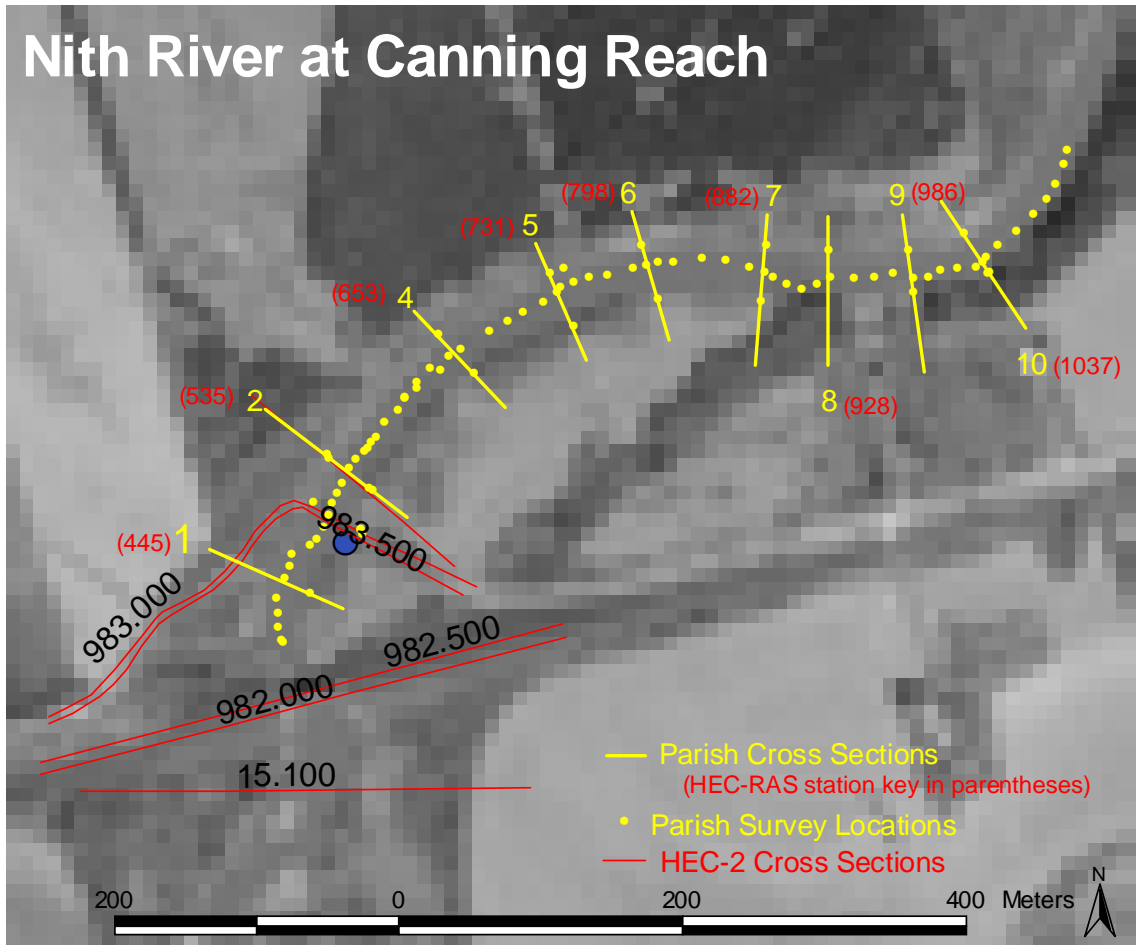 Nith River at Canning Reach
(798) 6
(882) 7
9 (986)
(731) 5
(653) 4
10 (1037)
(535) 2
8 (928)
983.500
(445) 1
983.000
982.500
982.000
15.100
Parish Cross Sections
(HEC-RAS station key in parentheses)
Parish Survey Locations
HEC-2 Cross Sections
N
200 0 200 400 Meters